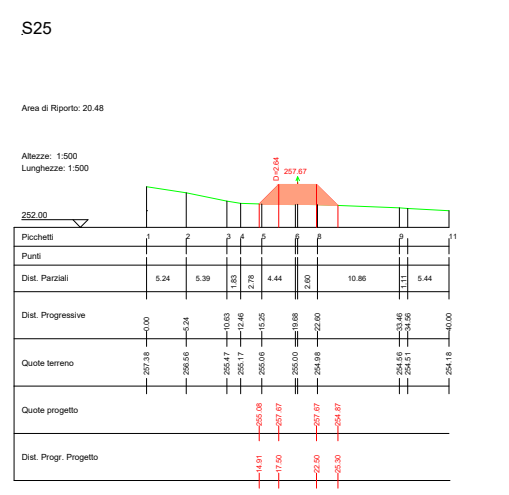 S25
Area di Riporto: 20.48
Altezze: 1:500
Lunghezze: 1:500
D=2.64
257.67
252.00
Picchetti 1 2 3 4 5 6 8 9 11
Punti
Dist. Parziali 5.24 5.39 1.83 2.78 4.44 2.60 10.86 1.11 5.44
Dist. Progressive 0.00 5.24 10.63 12.46 15.25 19.68 22.60 33.46 34.56 40.00
Quote terreno 257.38 256.56 255.47 255.17 255.06 255.00 254.98 254.56 254.51 254.18
Quote progetto 255.08 257.67 257.67 254.87
Dist. Progr. Progetto 14.91 17.50 22.50 25.30